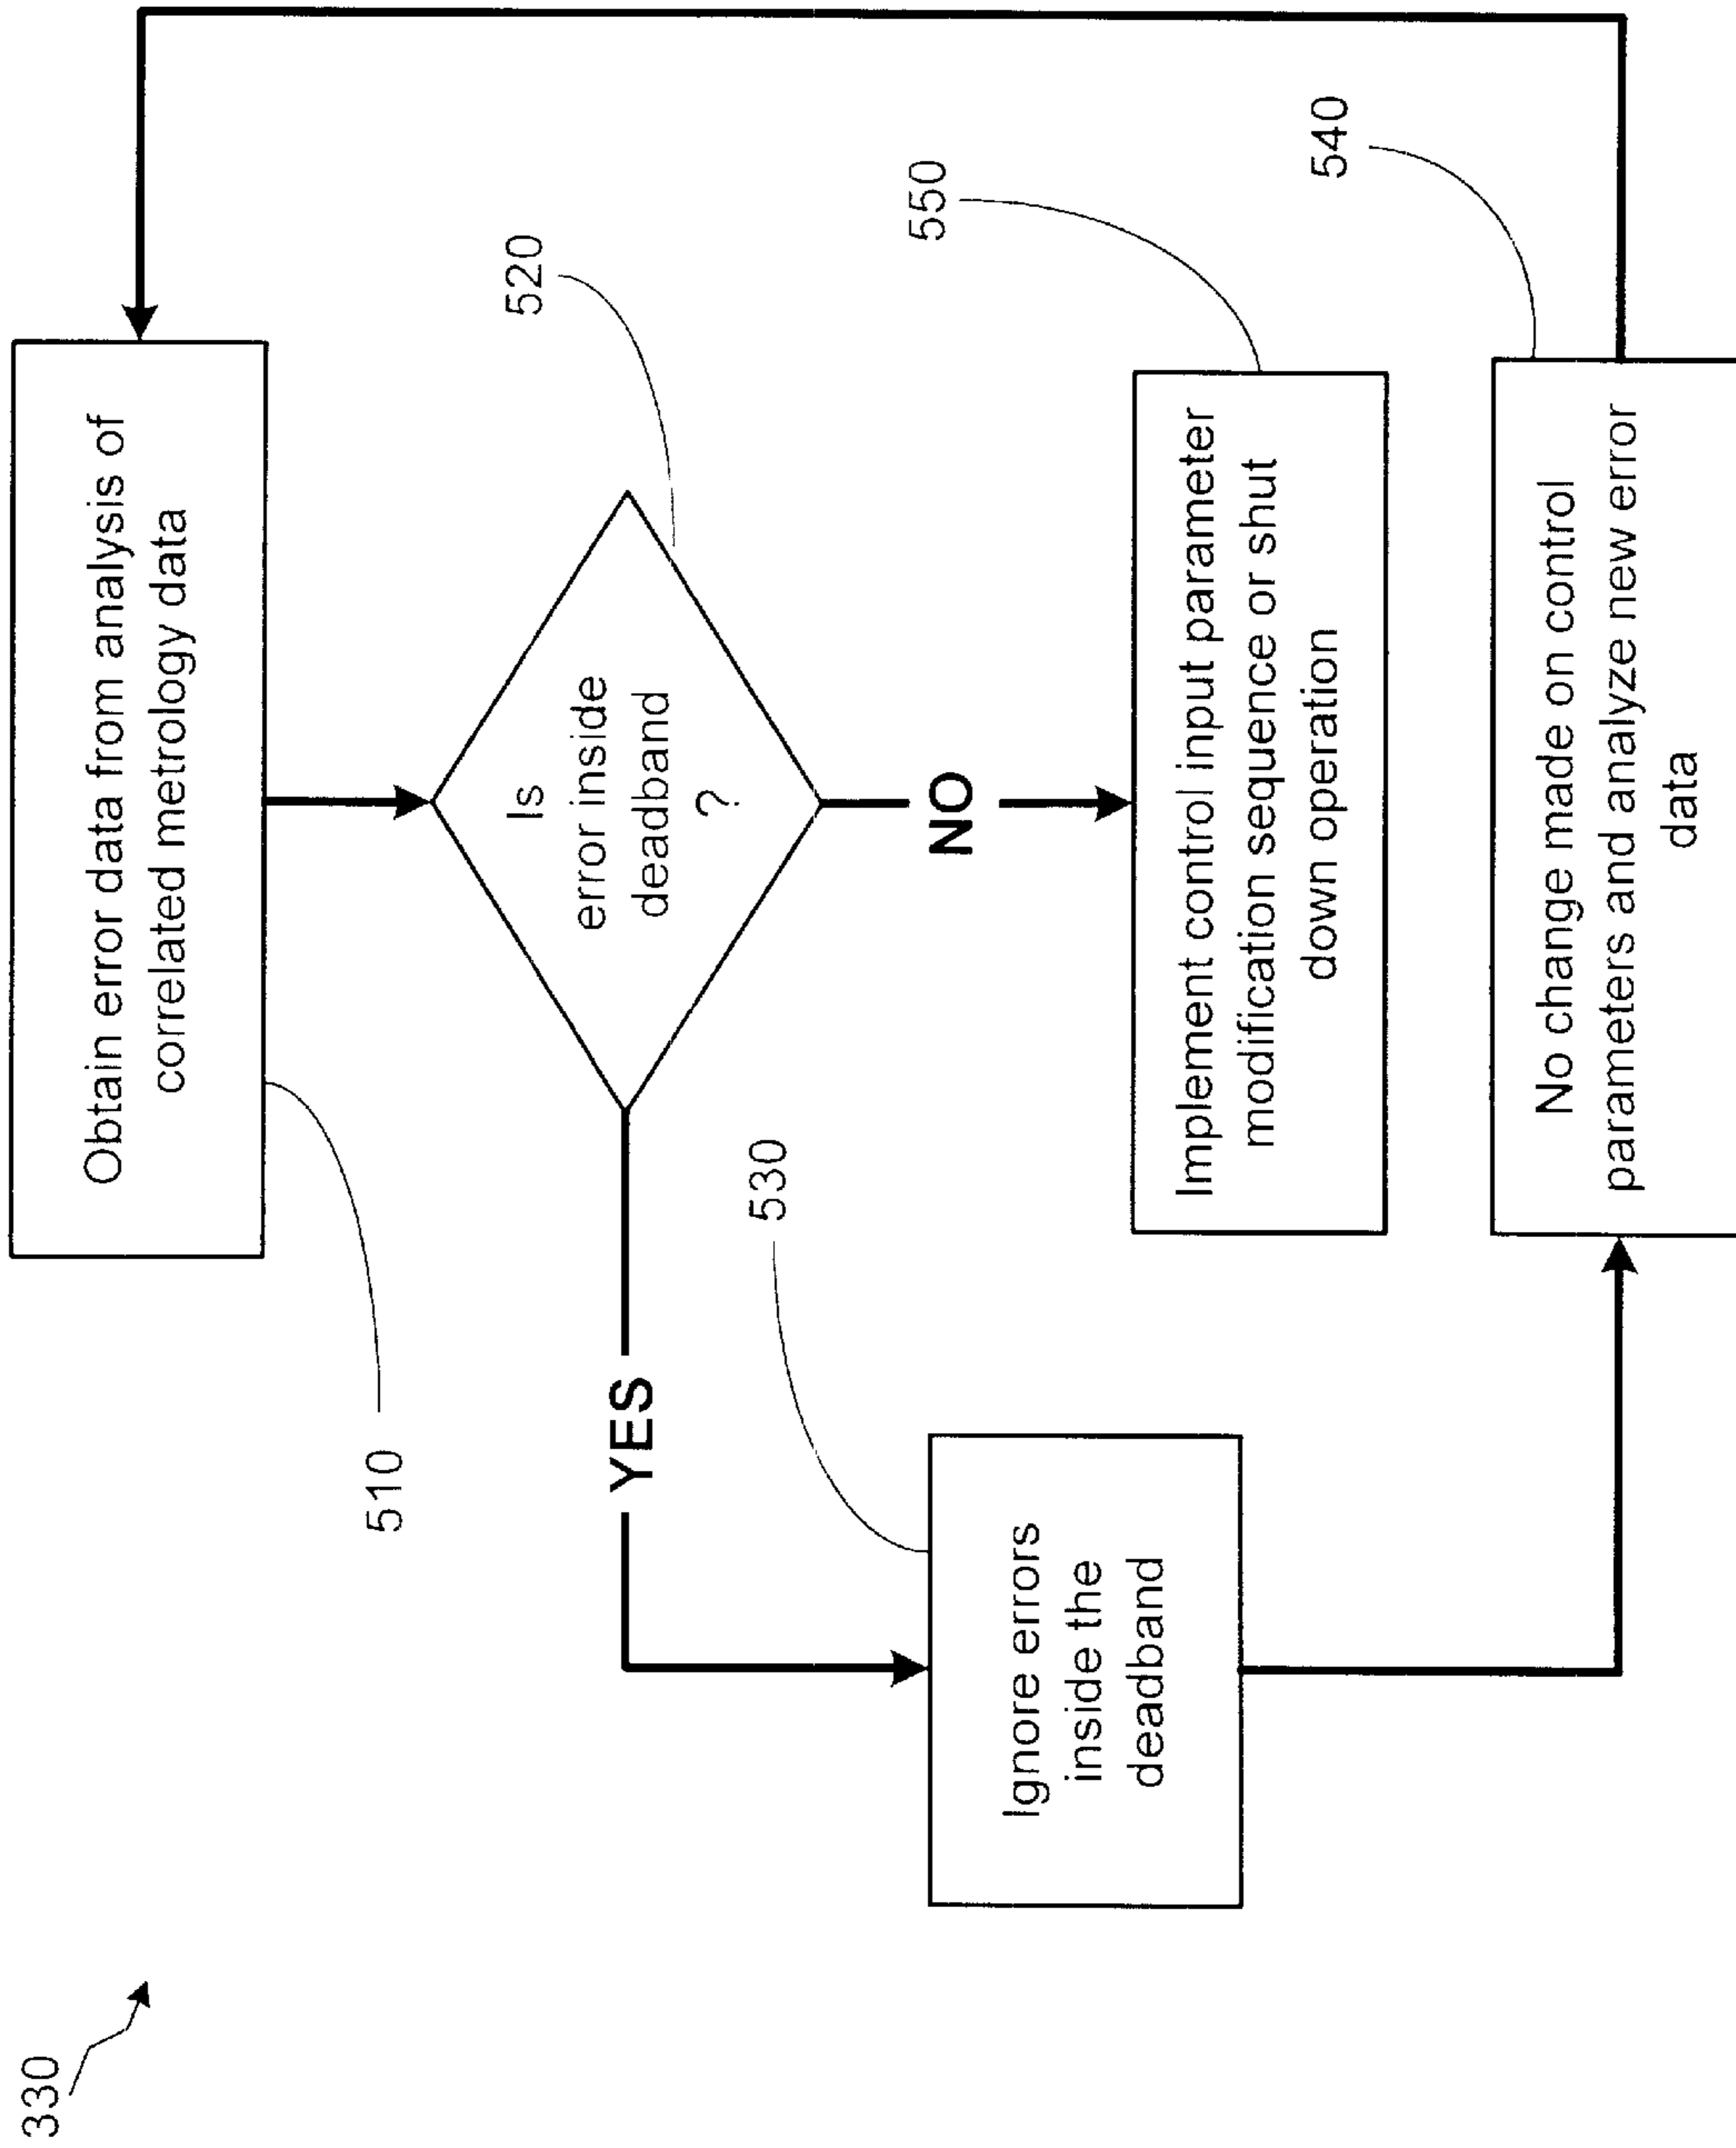 330
Obtain error data from analysis of
correlated metrology data
510
Is
error inside
deadband
?
520
YES
NO
530
Ignore errors
inside the
deadband
Implement control input parameter
modification sequence or shut
down operation
550
No change made on control
parameters and analyze new error
data
540